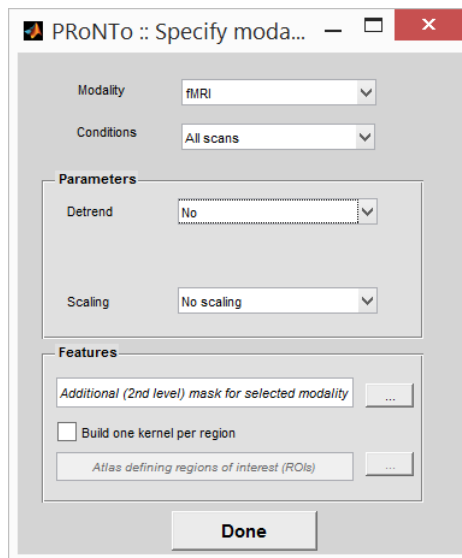 PRoNTo :: Specify moda...
Modality fMRI
Conditions All scans
Parameters
Detrend No
Scaling No scaling
Features
Additional (2nd level) mask for selected modality ...
Build one kernel per region
Atlas defining regions of interest (ROIs) ...
Done